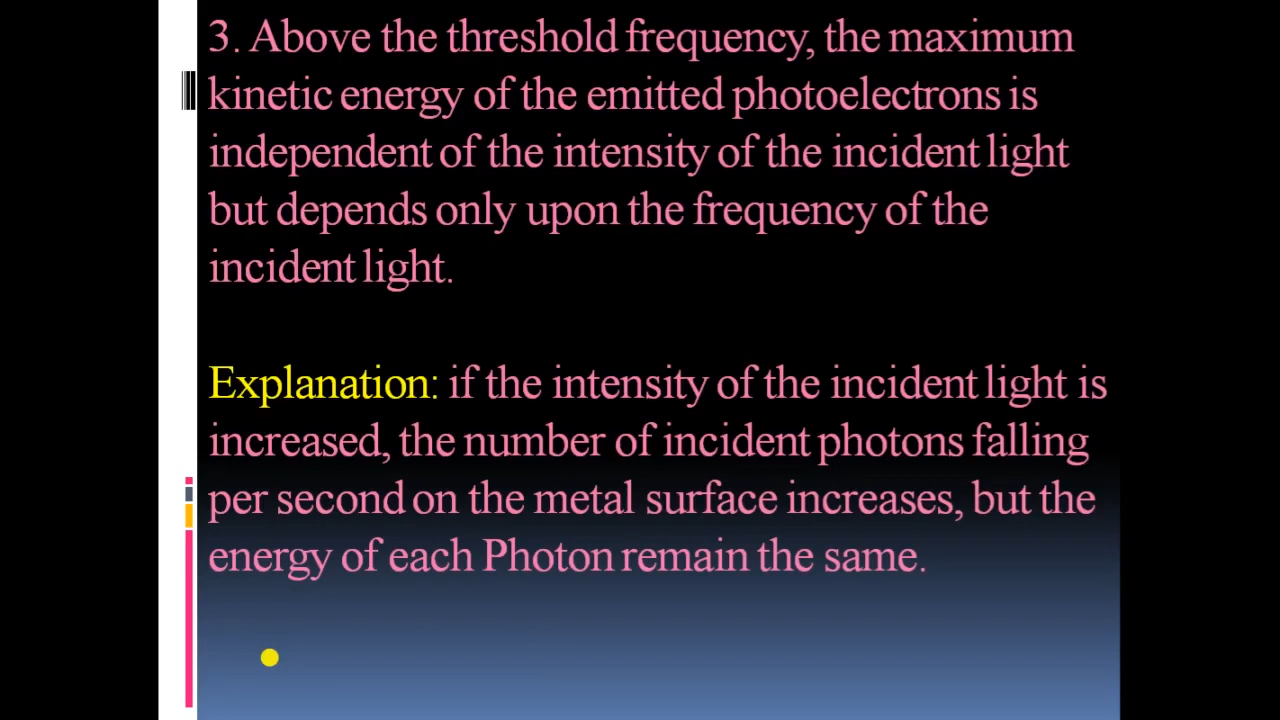 3. Above the threshold frequency, the maximum
kinetic energy of the emitted photoelectrons is
independent of the intensity of the incident light
but depends only upon the frequency of the
incident light.
Explanation: if the intensity of the incident light is
increased, the number of incident photons falling
per second on the metal surface increases, but the
energy of each Photon remain the same.